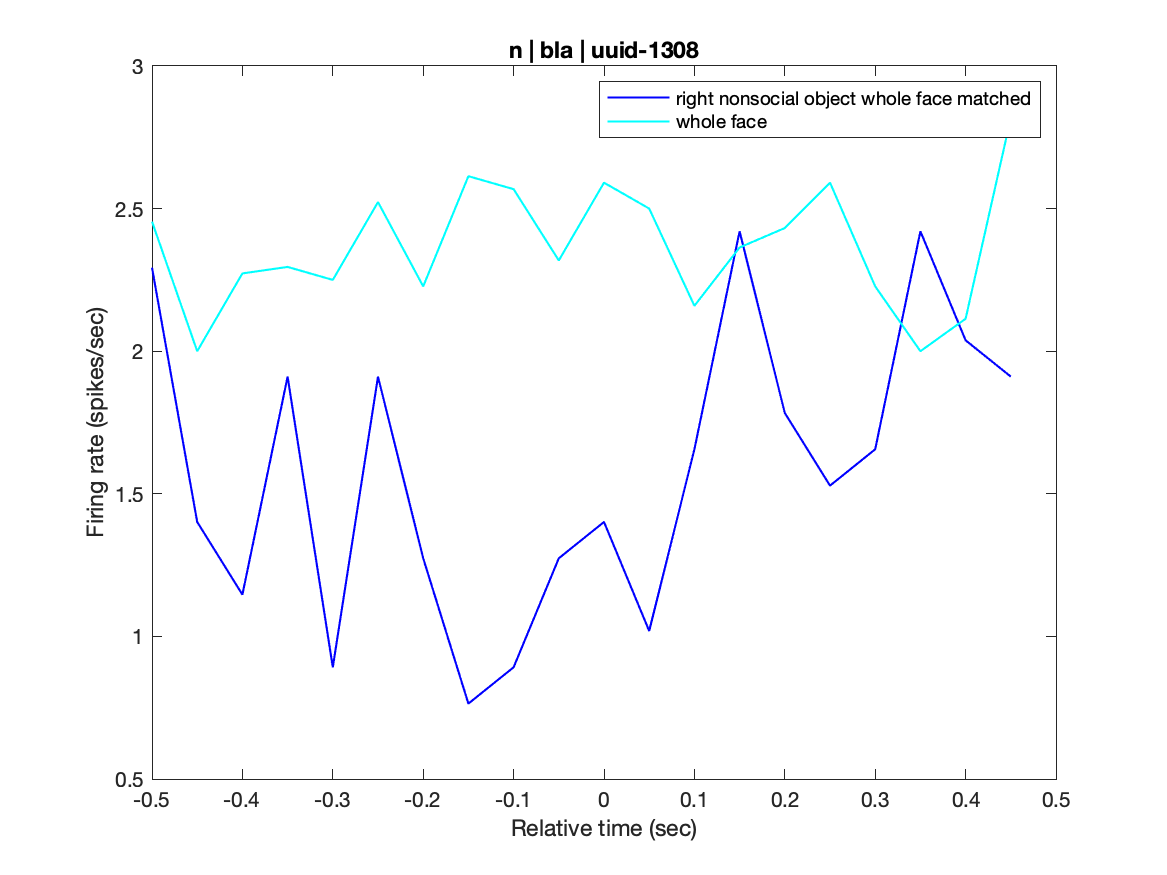 n | bla | uuid-1308
right nonsocial object whole face matched
whole face
Firing rate (spikes/sec)
3
2.5
2
1.5
1
0.5
-0.5 -0.4 -0.3 -0.2 -0.1 0 0.1 0.2 0.3 0.4 0.5
Relative time (sec)